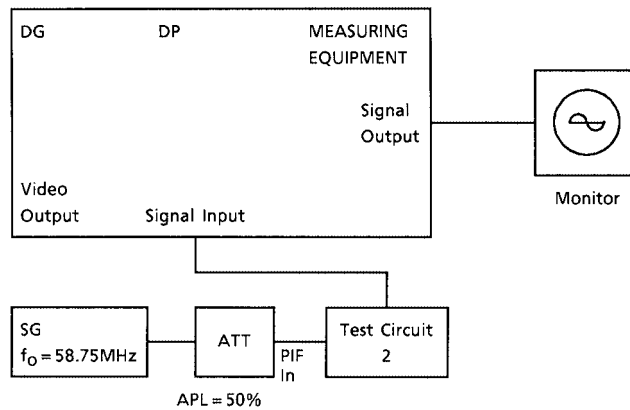 DG DP MEASURING
EQUIPMENT
Signal
Output
Monitor
Video
Output Signal Input
SG
fo = 58.75MHz
ATT
PIF
In
Test Circuit
2
APL = 50%